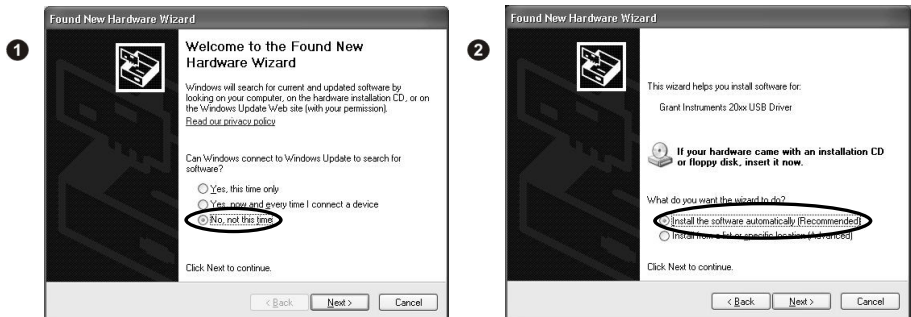 1
Found New Hardware Wizard
Welcome to the Found New
Hardware Wizard
Windows will search for current and updated software by
looking on your computer, on the hardware installation CD, or on
the Windows Update Web site (with your permission).
Read our privacy policy
Can Windows connect to Windows Update to search for
software?
Yes, this time only
Yes, now and every time I connect a device
No, not this time
Click Next to continue.
< Back
Next >
Cancel
2
Found New Hardware Wizard
This wizard helps you install software for:
Grant Instruments 20xx USB Driver
If your hardware came with an installation CD
or floppy disk, insert it now.
What do you want the wizard to do?
Install the software automatically (Recommended)
Install from a list or specific location (Advanced)
Click Next to continue.
< Back
Next >
Cancel